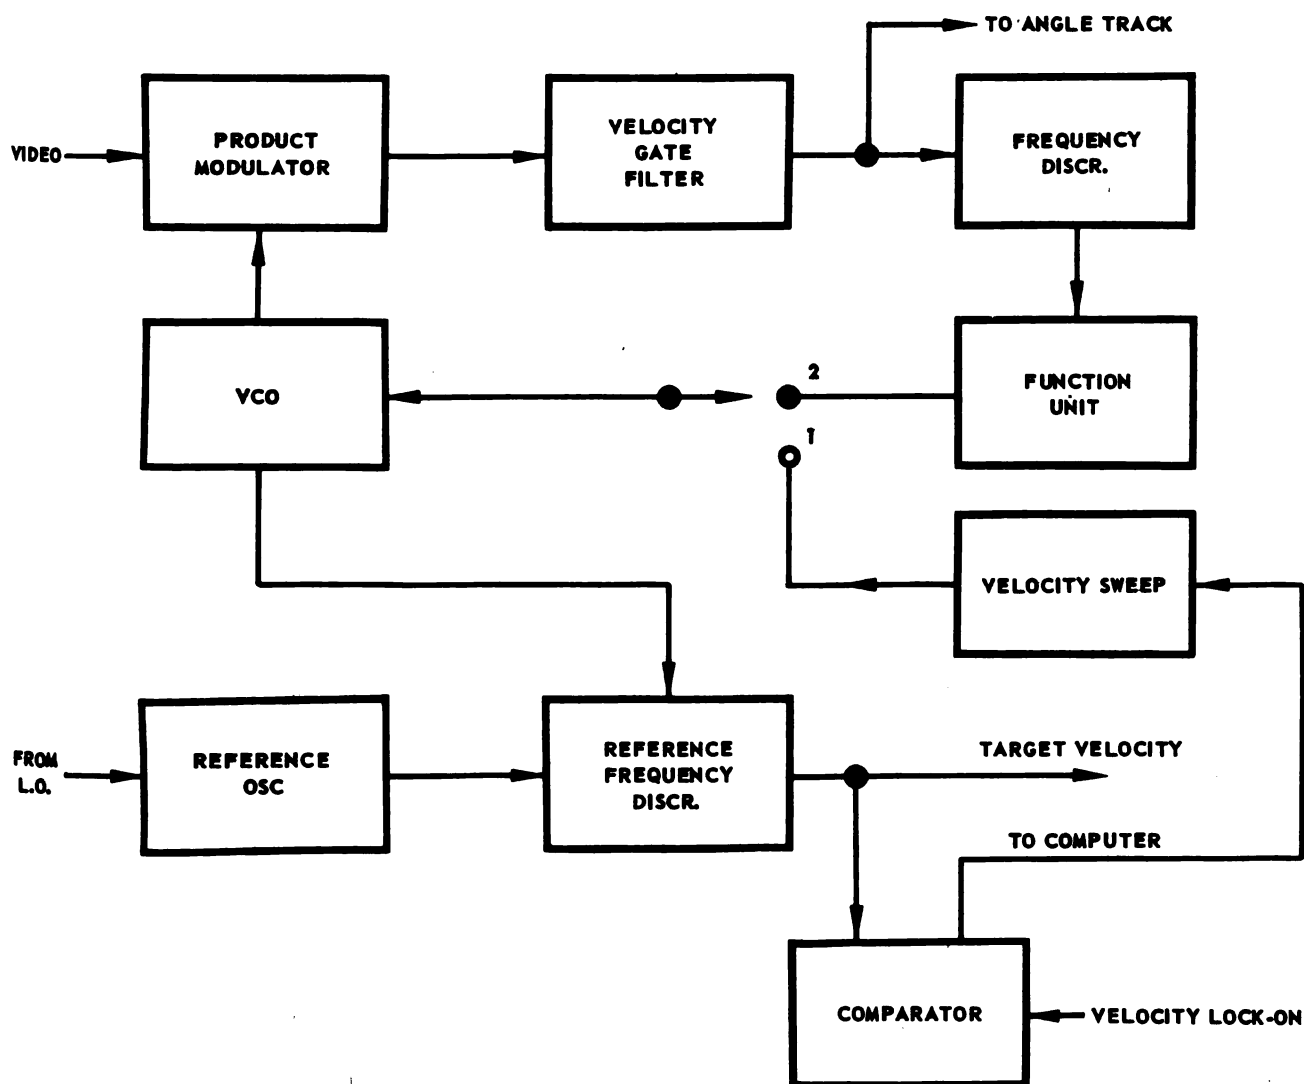 TO ANGLE TRACK
VIDEO
PRODUCT
MODULATOR
VELOCITY
GATE
FILTER
FREQUENCY
DISCR.
VCO
2
1
FUNCTION
UNIT
VELOCITY SWEEP
FROM
L.O.
REFERENCE
OSC
REFERENCE
FREQUENCY
DISCR.
TARGET VELOCITY
TO COMPUTER
COMPARATOR
VELOCITY LOCK-ON